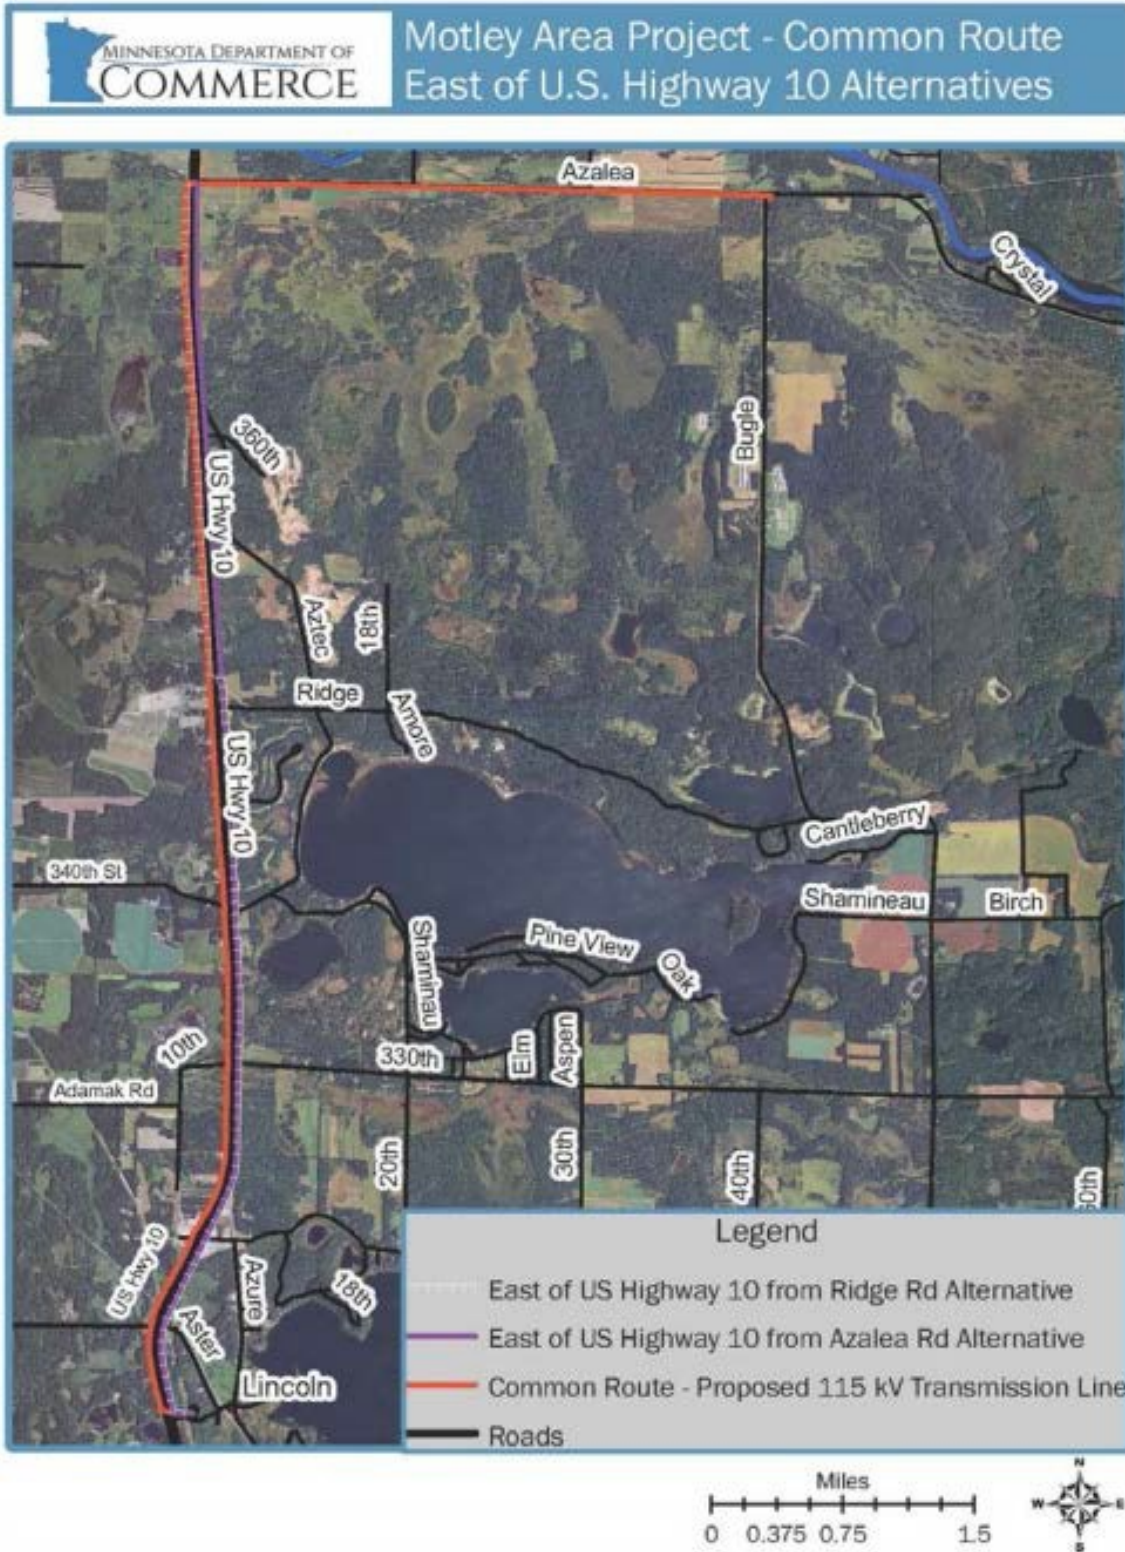 MINNESOTA DEPARTMENT OF
COMMERCE
Motley Area Project - Common Route
East of U.S. Highway 10 Alternatives
Azalea
Crystal
360th
Bugle
US Hwy 10
Aztec
18th
Ridge
Amore
US Hwy 10
Cantleberry
340th St
Shamineau
Birch
Shaminau
Pine View
Oak
10th
330th
Elm
Aspen
Adamak Rd
20th
30th
40th
US Hwy 10
Azure
18th
Aster
Lincoln
Legend
East of US Highway 10 from Ridge Rd Alternative
East of US Highway 10 from Azalea Rd Alternative
Common Route - Proposed 115 kV Transmission Line
Roads
Miles
0 0.375 0.75 1.5
N
W E
S